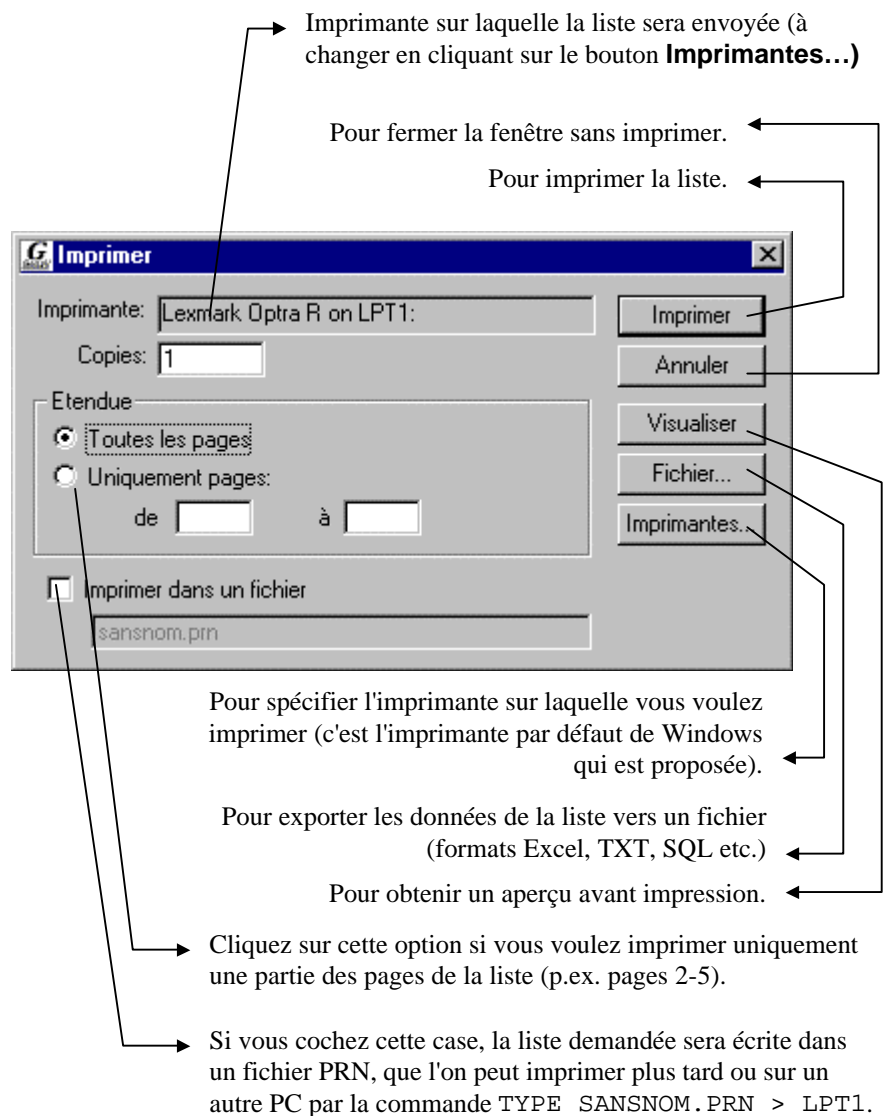 Imprimante sur laquelle la liste sera envoyée (à
changer en cliquant sur le bouton Imprimantes…)
Pour fermer la fenêtre sans imprimer.
Pour imprimer la liste.
Imprimer
Imprimante: Lexmark Optra R on LPT1:
Imprimer
Copies: 1
Annuler
Etendue
Toutes les pages
Visualiser
Uniquement pages:
Fichier...
de à
Imprimantes..
Imprimer dans un fichier
sansnom.prn
Pour spécifier l'imprimante sur laquelle vous voulez
imprimer (c'est l'imprimante par défaut de Windows
qui est proposée).
Pour exporter les données de la liste vers un fichier
(formats Excel, TXT, SQL etc.)
Pour obtenir un aperçu avant impression.
Cliquez sur cette option si vous voulez imprimer uniquement
une partie des pages de la liste (p.ex. pages 2-5).
Si vous cochez cette case, la liste demandée sera écrite dans
un fichier PRN, que l'on peut imprimer plus tard ou sur un
autre PC par la commande TYPE SANSNOM.PRN > LPT1.